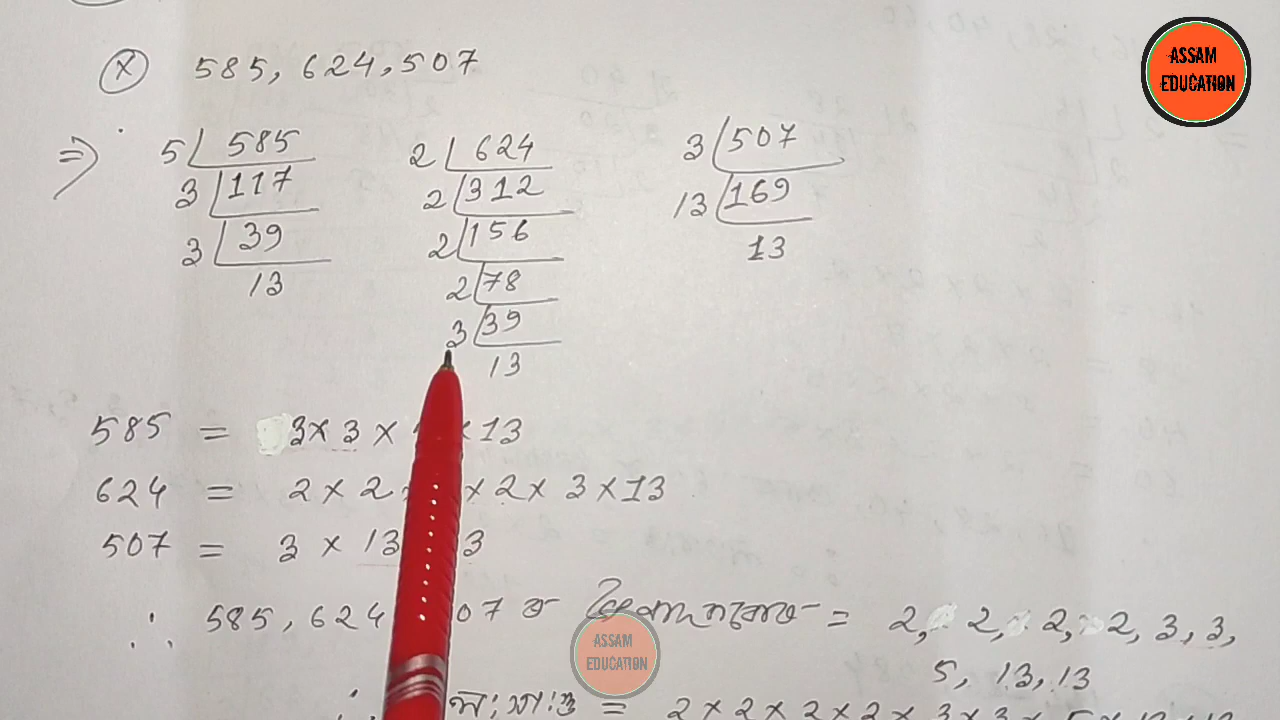 (x) 585, 624, 507
ASSAM
EDUCATION
⇒ 5 585 2 624 3 507
3 117 2 312 13 169
3 39 2 156 13
13 2 78
3 39
13
585 = 3 × 3 × × 13
624 = 2 × 2 × 2 × 3 × 13
507 = 3 × 13 3
∴ 585, 624 07 ৰ = 2, 2, 2, 2, 3, 3,
5, 13, 13
ASSAM
EDUCATION
∴ = 2 × 2 × 2 × 2 × 3 × 3 × 5 × 13 × 13